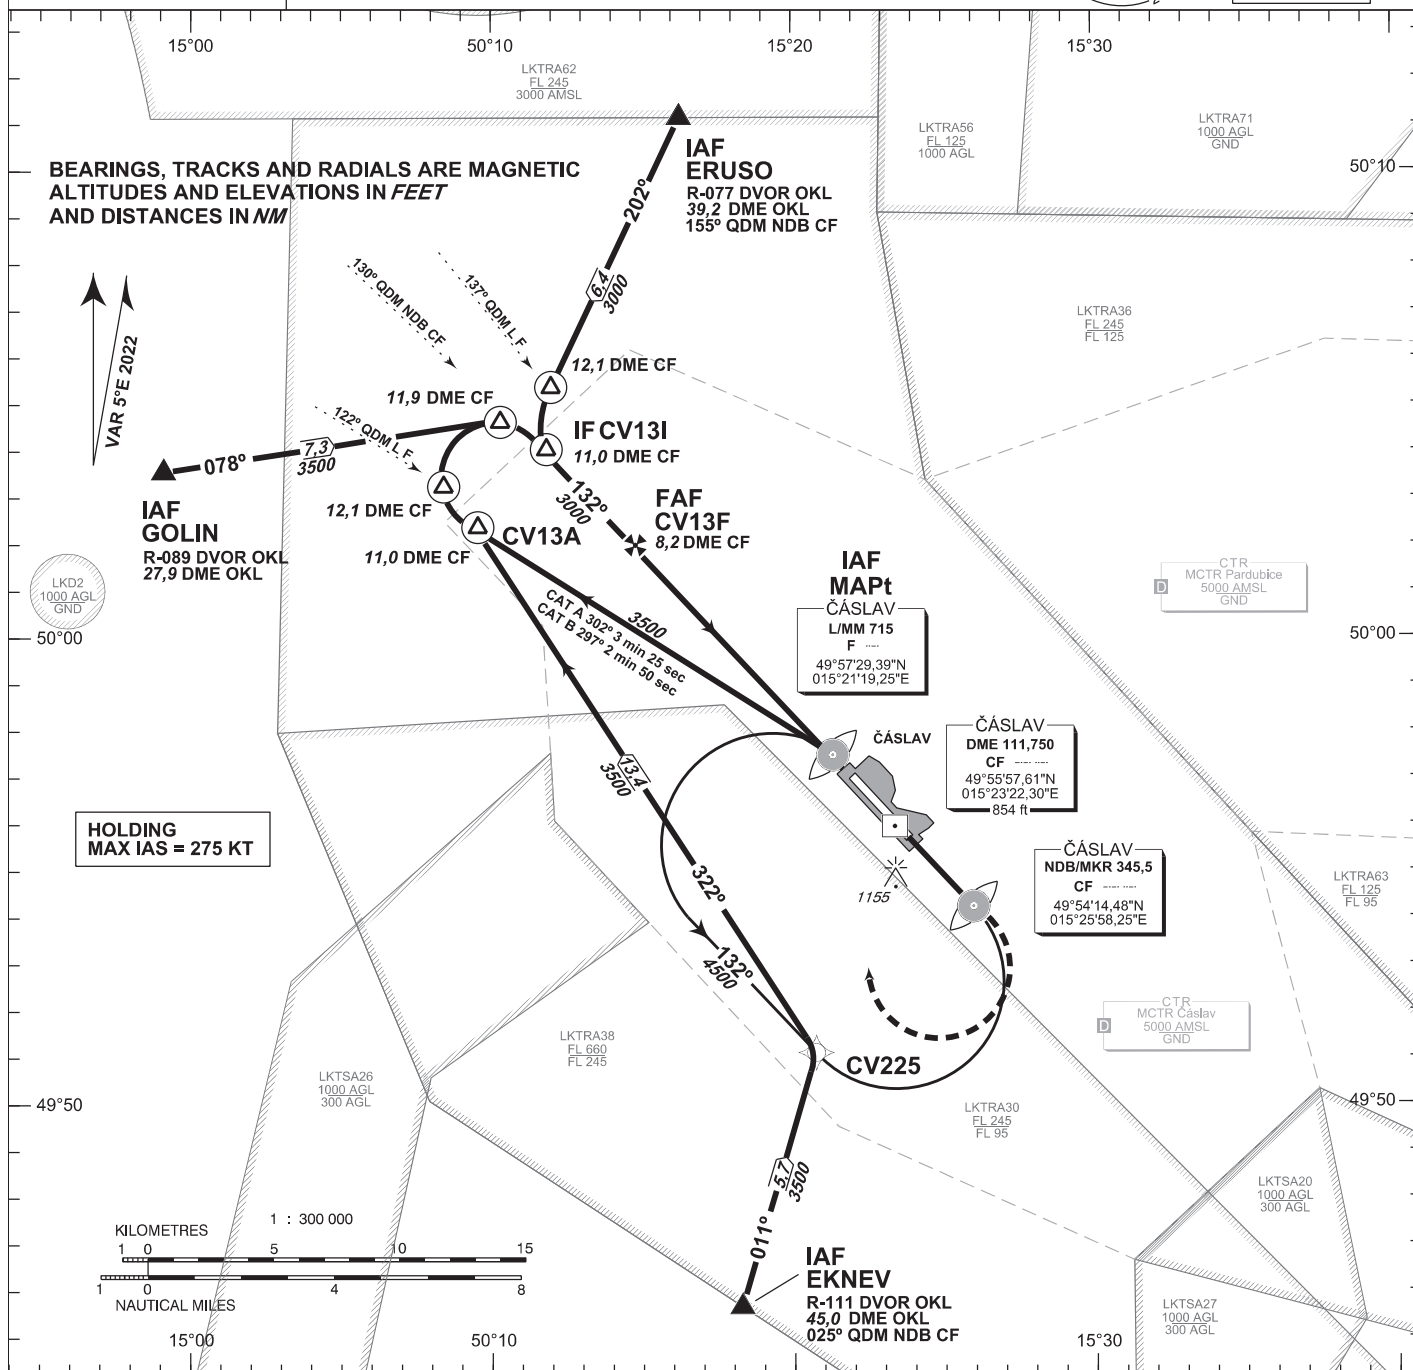 15°00
50°10
15°20
15°30
LKTRA62
FL 245
3000 AMSL
LKTRA56
FL 125
1000 AGL
LKTRA71
1000 AGL
GND
50°10
BEARINGS, TRACKS AND RADIALS ARE MAGNETIC
ALTITUDES AND ELEVATIONS IN FEET
AND DISTANCES IN NM
IAF
ERUSO
R-077 DVOR OKL
39,2 DME OKL
155° QDM NDB CF
202°
6,4
3000
130° QDM NDB CF
137° QDM L F
VAR 5°E 2022
LKTRA36
FL 245
FL 125
12,1 DME CF
11,9 DME CF
122° QDM L F
IF CV13I
11,0 DME CF
078°
7,3
3500
132°
3000
IAF
GOLIN
R-089 DVOR OKL
27,9 DME OKL
12,1 DME CF
CV13A
11,0 DME CF
FAF
CV13F
8,2 DME CF
LKD2
1000 AGL
GND
IAF
MAPt
ČÁSLAV
L/MM 715
F
49°57'29,39"N
015°21'19,25"E
CTR
MCTR Pardubice
5000 AMSL
GND
D
50°00
50°00
3500
CAT A 302° 3 min 25 sec
CAT B 297° 2 min 50 sec
ČÁSLAV
ČÁSLAV
DME 111,750
CF
49°55'57,61"N
015°23'22,30"E
854 ft
13,4
3500
HOLDING
MAX IAS = 275 KT
ČÁSLAV
NDB/MKR 345,5
CF
49°54'14,48"N
015°25'58,25"E
1155
LKTRA63
FL 125
FL 95
322°
132°
4500
CTR
MCTR Čáslav
5000 AMSL
GND
D
LKTRA38
FL 660
FL 245
CV225
LKTSA26
1000 AGL
300 AGL
49°50
49°50
LKTRA30
FL 245
FL 95
5,7
3500
LKTSA20
1000 AGL
300 AGL
011°
1 : 300 000
KILOMETRES
1 0 5 10 15
1 0 4 8
NAUTICAL MILES
IAF
EKNEV
R-111 DVOR OKL
45,0 DME OKL
025° QDM NDB CF
LKTSA27
1000 AGL
300 AGL
15°00
50°10
15°30